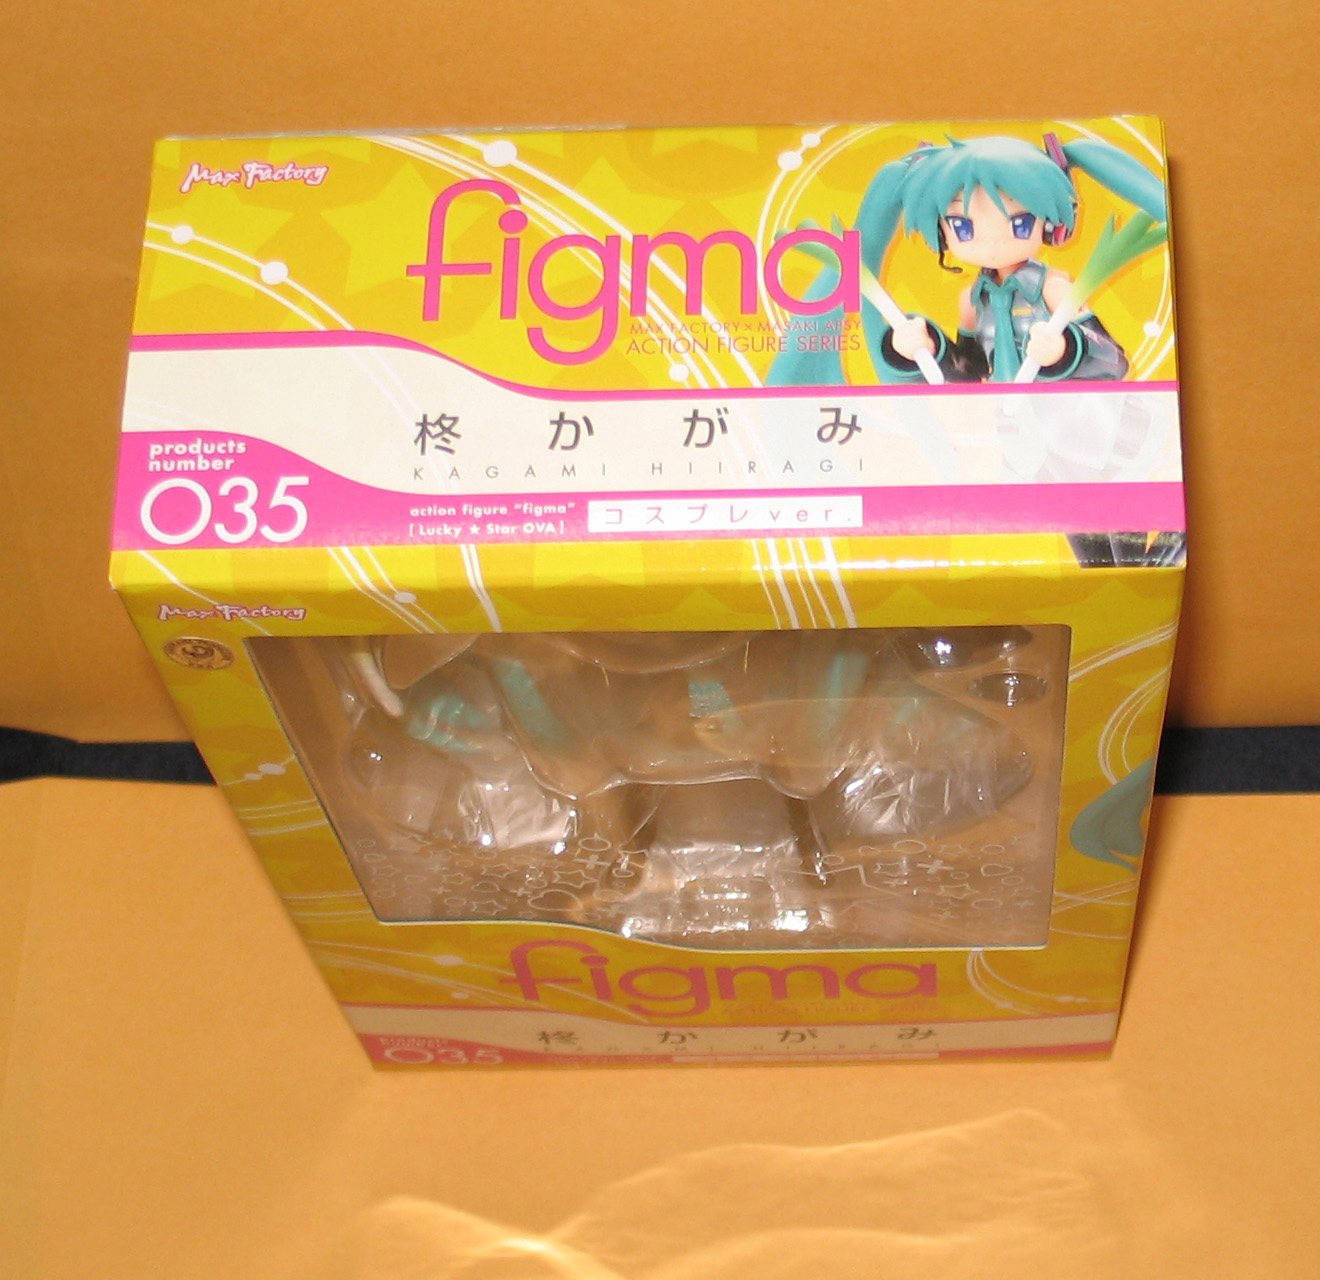 Max Factory
figma
MAX FACTORY × MASAKI APSY
ACTION FIGURE SERIES
柊かがみ
KAGAMI HIIRAGI
products
number
035
action figure "figma"
[ Lucky ★ Star OVA ]
コスプレver.
Max Factory
figma
柊かがみ
KAGAMI HIIRAGI
035